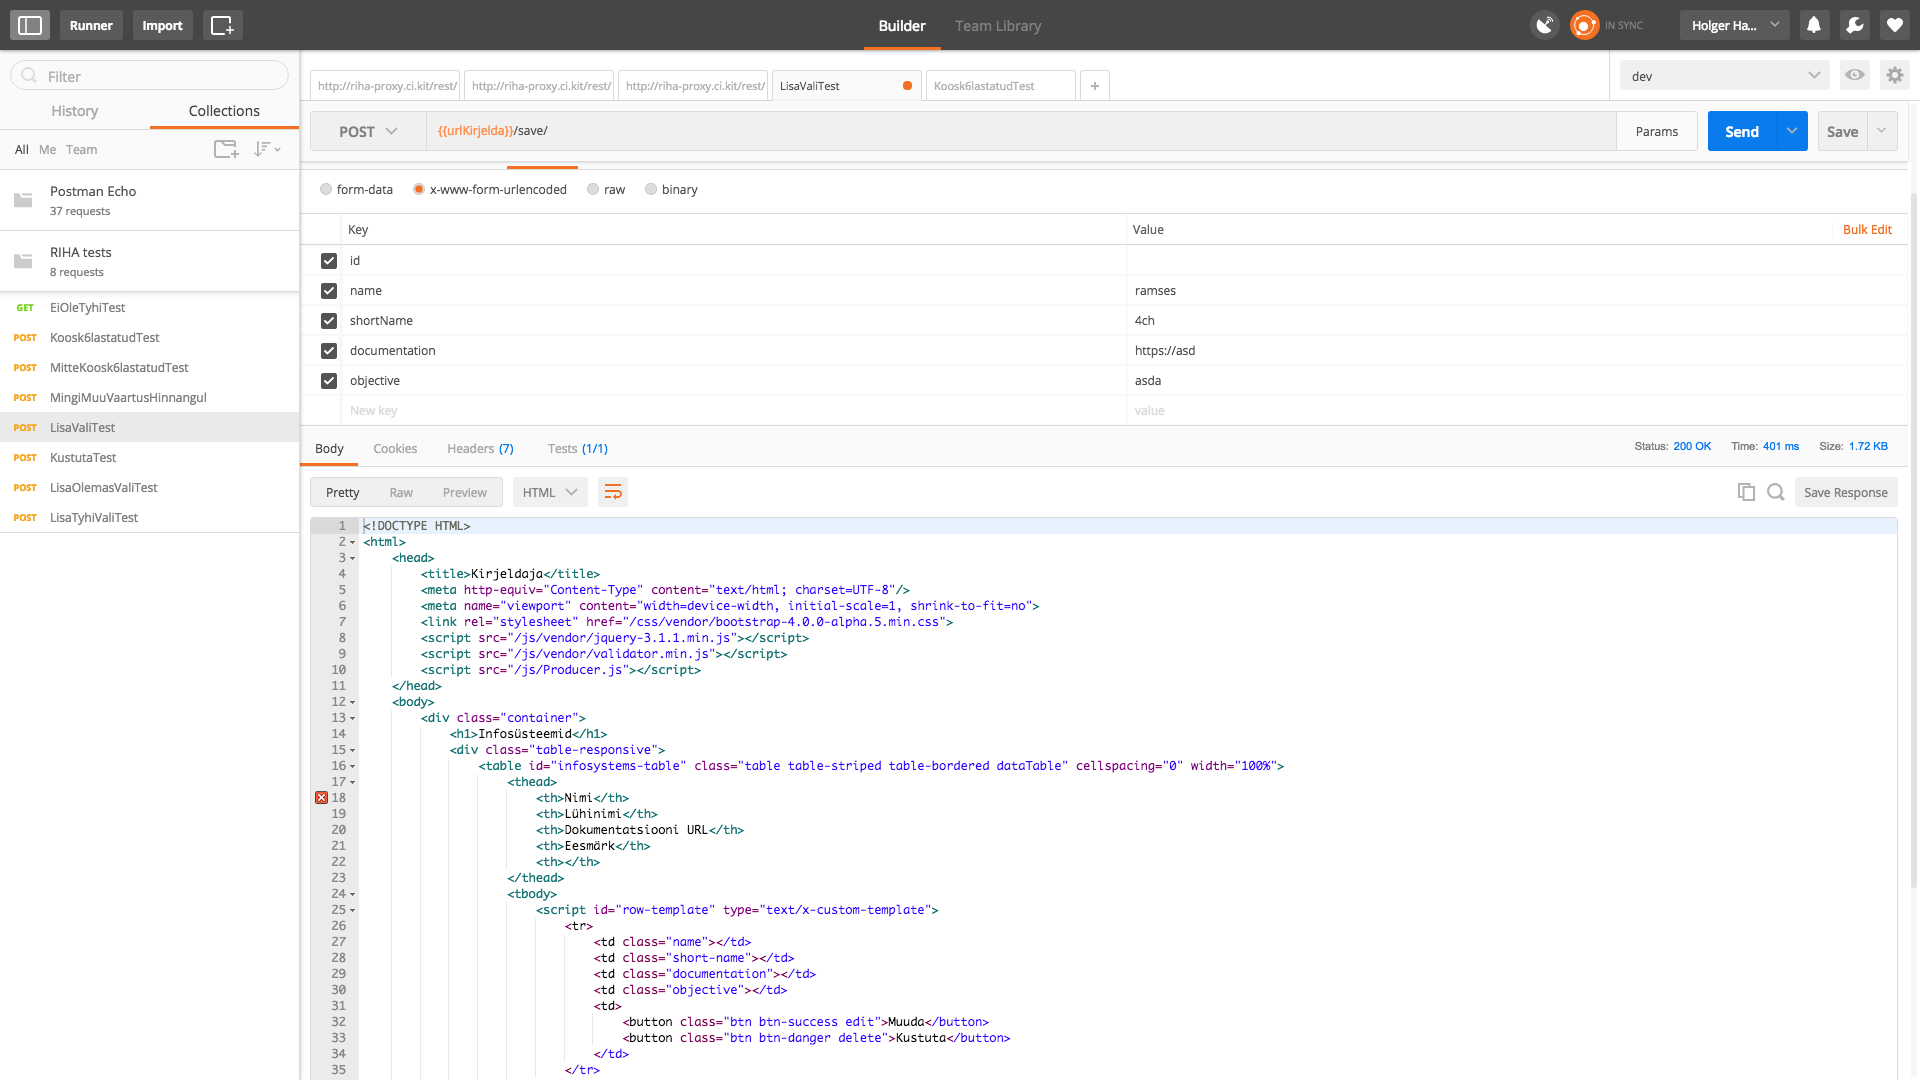 Runner
Import
Builder
Team Library
IN SYNC
Holger Ha...
Filter
History
Collections
All
Me
Team
Postman Echo
37 requests
RIHA tests
8 requests
GET EiOleTyhiTest
POST Koosk6lastatudTest
POST MitteKoosk6lastatudTest
POST MingiMuuVaartusHinnangul
POST LisaValiTest
POST KustutaTest
POST LisaOlemasValiTest
POST LisaTyhiValiTest
http://riha-proxy.ci.kit/rest/
http://riha-proxy.ci.kit/rest/
http://riha-proxy.ci.kit/rest/
LisaValiTest
Koosk6lastatudTest
+
dev
POST
{{urlKirjelda}}/save/
Params
Send
Save
form-data
x-www-form-urlencoded
raw
binary
Key Value Bulk Edit
id
name ramses
shortName 4ch
documentation https://asd
objective asda
New key value
Body
Cookies
Headers (7)
Tests (1/1)
Status: 200 OK
Time: 401 ms
Size: 1.72 KB
Pretty
Raw
Preview
HTML
Save Response
1 <!DOCTYPE HTML>
2 <html>
3 <head>
4 <title>Kirjeldaja</title>
5 <meta http-equiv="Content-Type" content="text/html; charset=UTF-8"/>
6 <meta name="viewport" content="width=device-width, initial-scale=1, shrink-to-fit=no">
7 <link rel="stylesheet" href="/css/vendor/bootstrap-4.0.0-alpha.5.min.css">
8 <script src="/js/vendor/jquery-3.1.1.min.js"></script>
9 <script src="/js/vendor/validator.min.js"></script>
10 <script src="/js/Producer.js"></script>
11 </head>
12 <body>
13 <div class="container">
14 <h1>Infosüsteemid</h1>
15 <div class="table-responsive">
16 <table id="infosystems-table" class="table table-striped table-bordered dataTable" cellspacing="0" width="100%">
17 <thead>
18 <th>Nimi</th>
19 <th>Lühinimi</th>
20 <th>Dokumentatsiooni URL</th>
21 <th>Eesmärk</th>
22 <th></th>
23 </thead>
24 <tbody>
25 <script id="row-template" type="text/x-custom-template">
26 <tr>
27 <td class="name"></td>
28 <td class="short-name"></td>
29 <td class="documentation"></td>
30 <td class="objective"></td>
31 <td>
32 <button class="btn btn-success edit">Muuda</button>
33 <button class="btn btn-danger delete">Kustuta</button>
34 </td>
35 </tr>